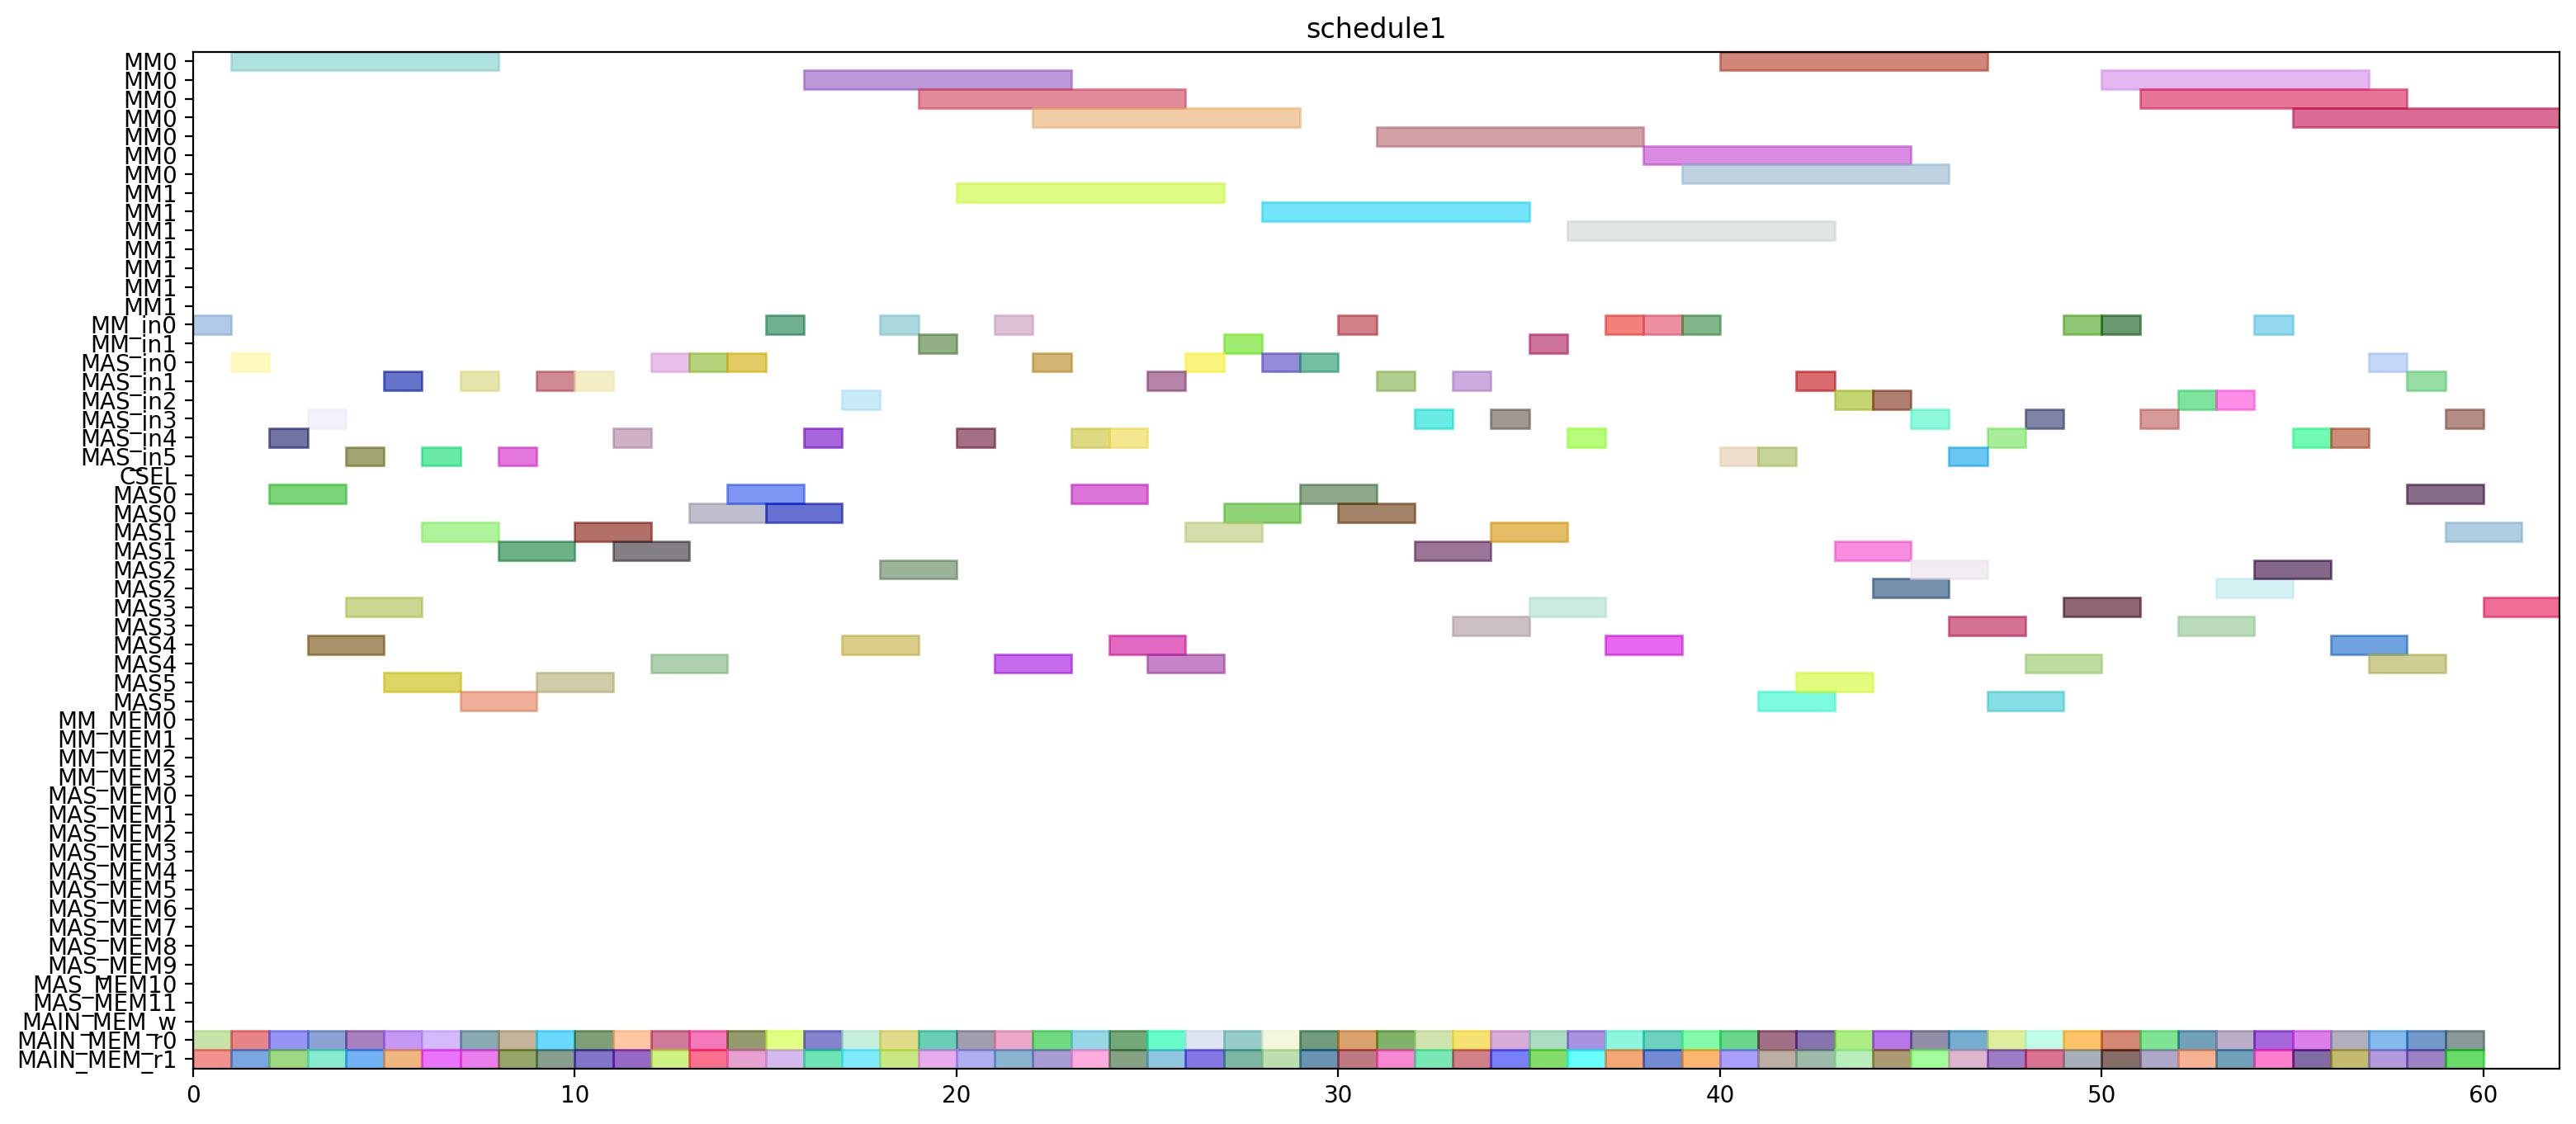 schedule1
MM0
MM0
MM0
MM0
MM0
MM0
MM0
MM1
MM1
MM1
MM1
MM1
MM1
MM1
MM_in0
MM_in1
MAS_in0
MAS_in1
MAS_in2
MAS_in3
MAS_in4
MAS_in5
CSEL
MAS0
MAS0
MAS1
MAS1
MAS2
MAS2
MAS3
MAS3
MAS4
MAS4
MAS5
MAS5
MM_MEM0
MM_MEM1
MM_MEM2
MM_MEM3
MAS_MEM0
MAS_MEM1
MAS_MEM2
MAS_MEM3
MAS_MEM4
MAS_MEM5
MAS_MEM6
MAS_MEM7
MAS_MEM8
MAS_MEM9
MAS_MEM10
MAS_MEM11
MAIN_MEM_w
MAIN_MEM_r0
MAIN_MEM_r1
0 10 20 30 40 50 60